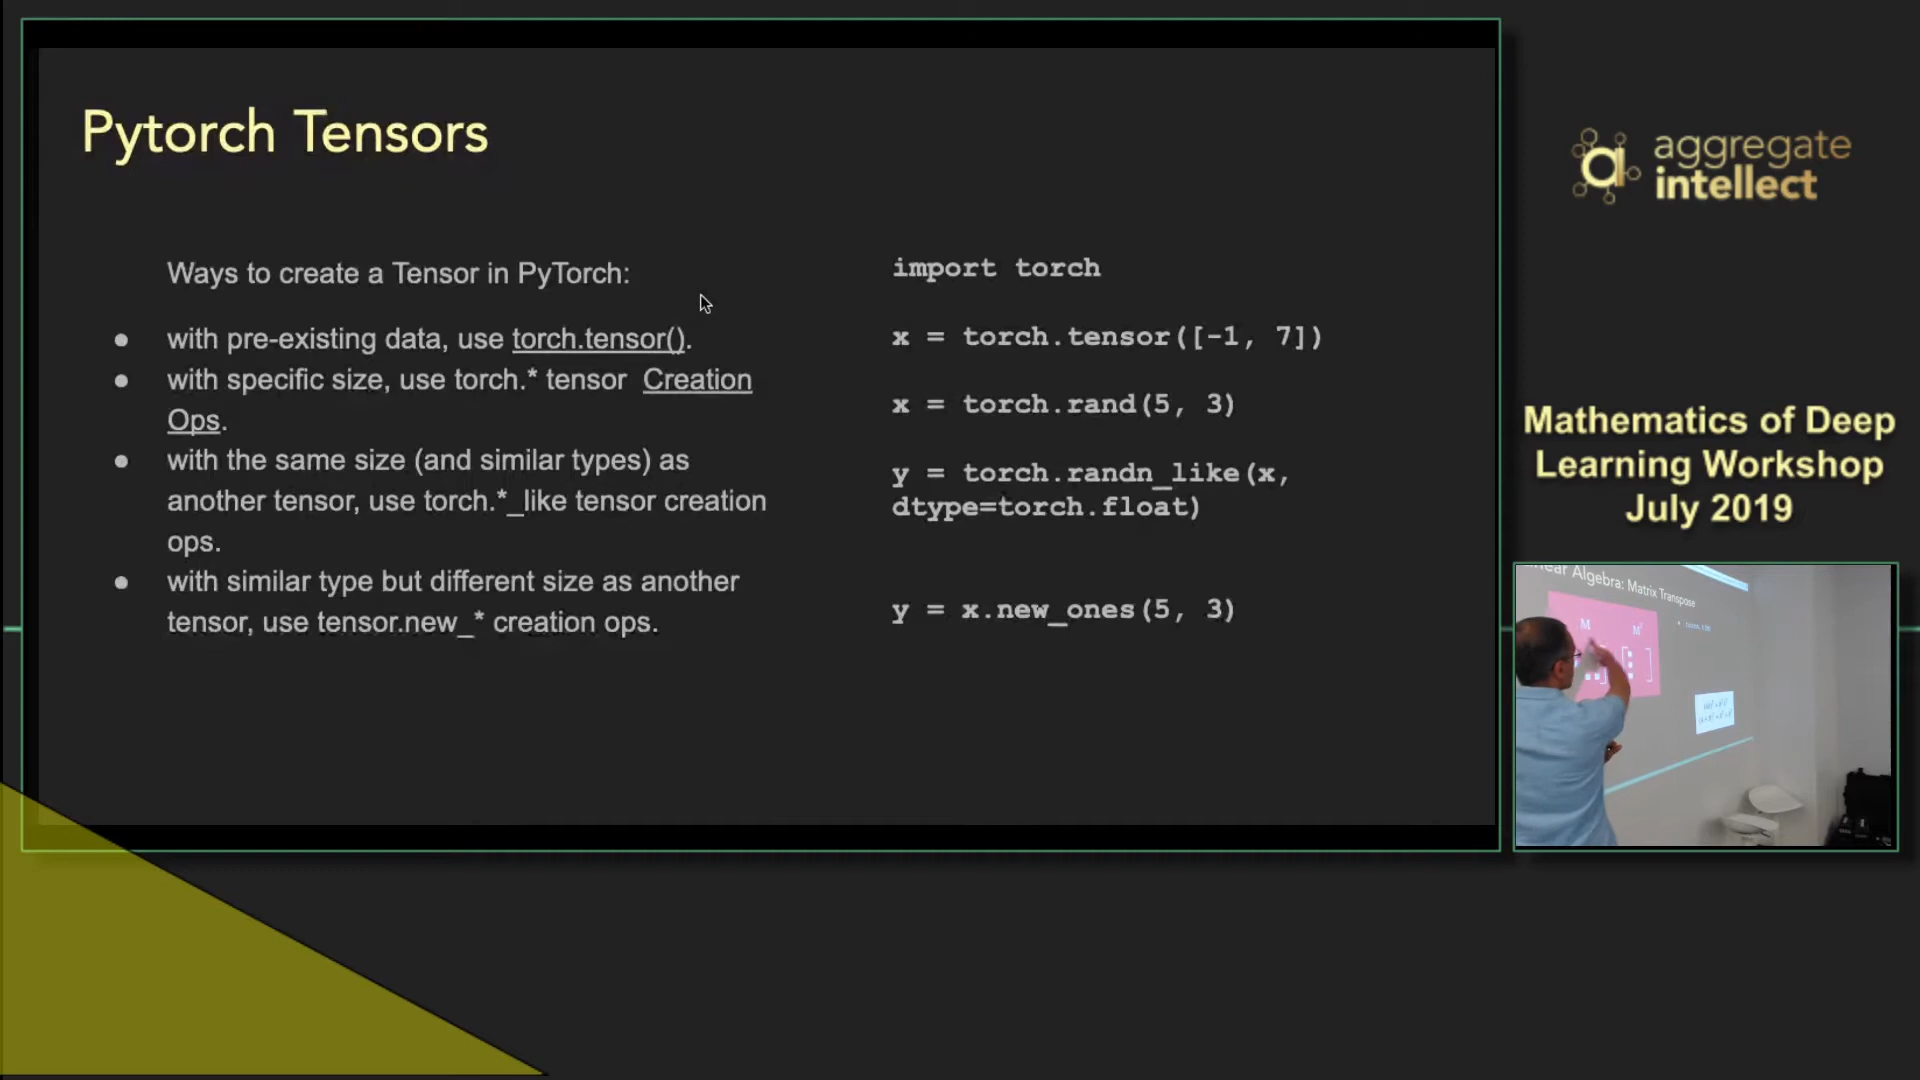 Pytorch Tensors
Ways to create a Tensor in PyTorch:
● with pre-existing data, use torch.tensor().
● with specific size, use torch.* tensor Creation
Ops.
● with the same size (and similar types) as
another tensor, use torch.*_like tensor creation
ops.
● with similar type but different size as another
tensor, use tensor.new_* creation ops.
import torch
x = torch.tensor([-1, 7])
x = torch.rand(5, 3)
y = torch.randn_like(x,
dtype=torch.float)
y = x.new_ones(5, 3)
aggregate
intellect
Mathematics of Deep
Learning Workshop
July 2019
Algebra: Matrix Transpose
M